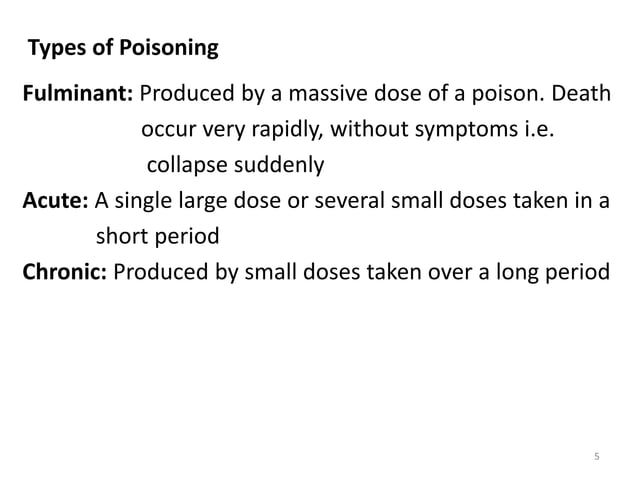 Types of Poisoning
Fulminant: Produced by a massive dose of a poison. Death
occur very rapidly, without symptoms i.e.
collapse suddenly
Acute: A single large dose or several small doses taken in a
short period
Chronic: Produced by small doses taken over a long period
5